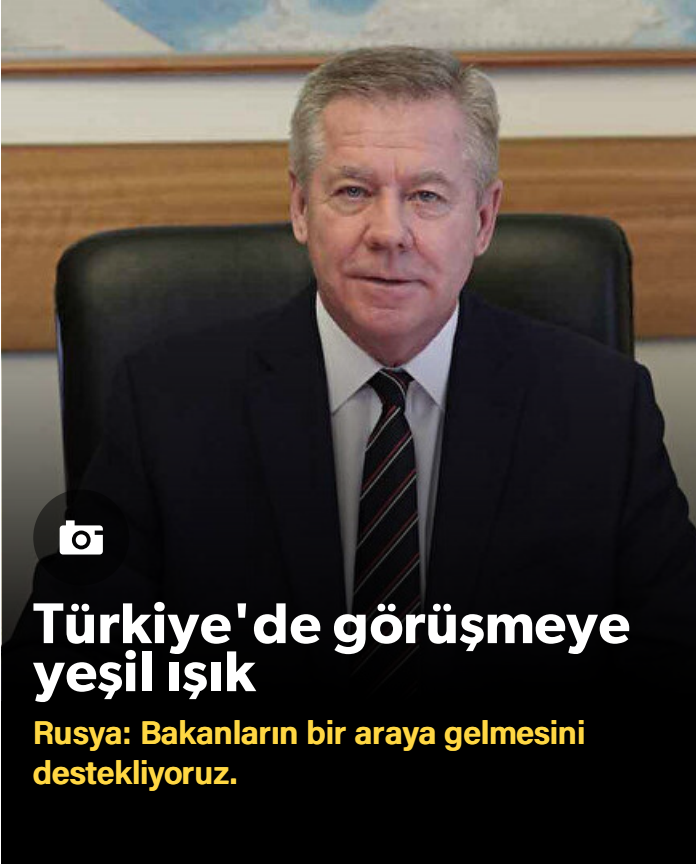 Türkiye'de görüşmeye
yeşil ışık
Rusya: Bakanların bir araya gelmesini
destekliyoruz.